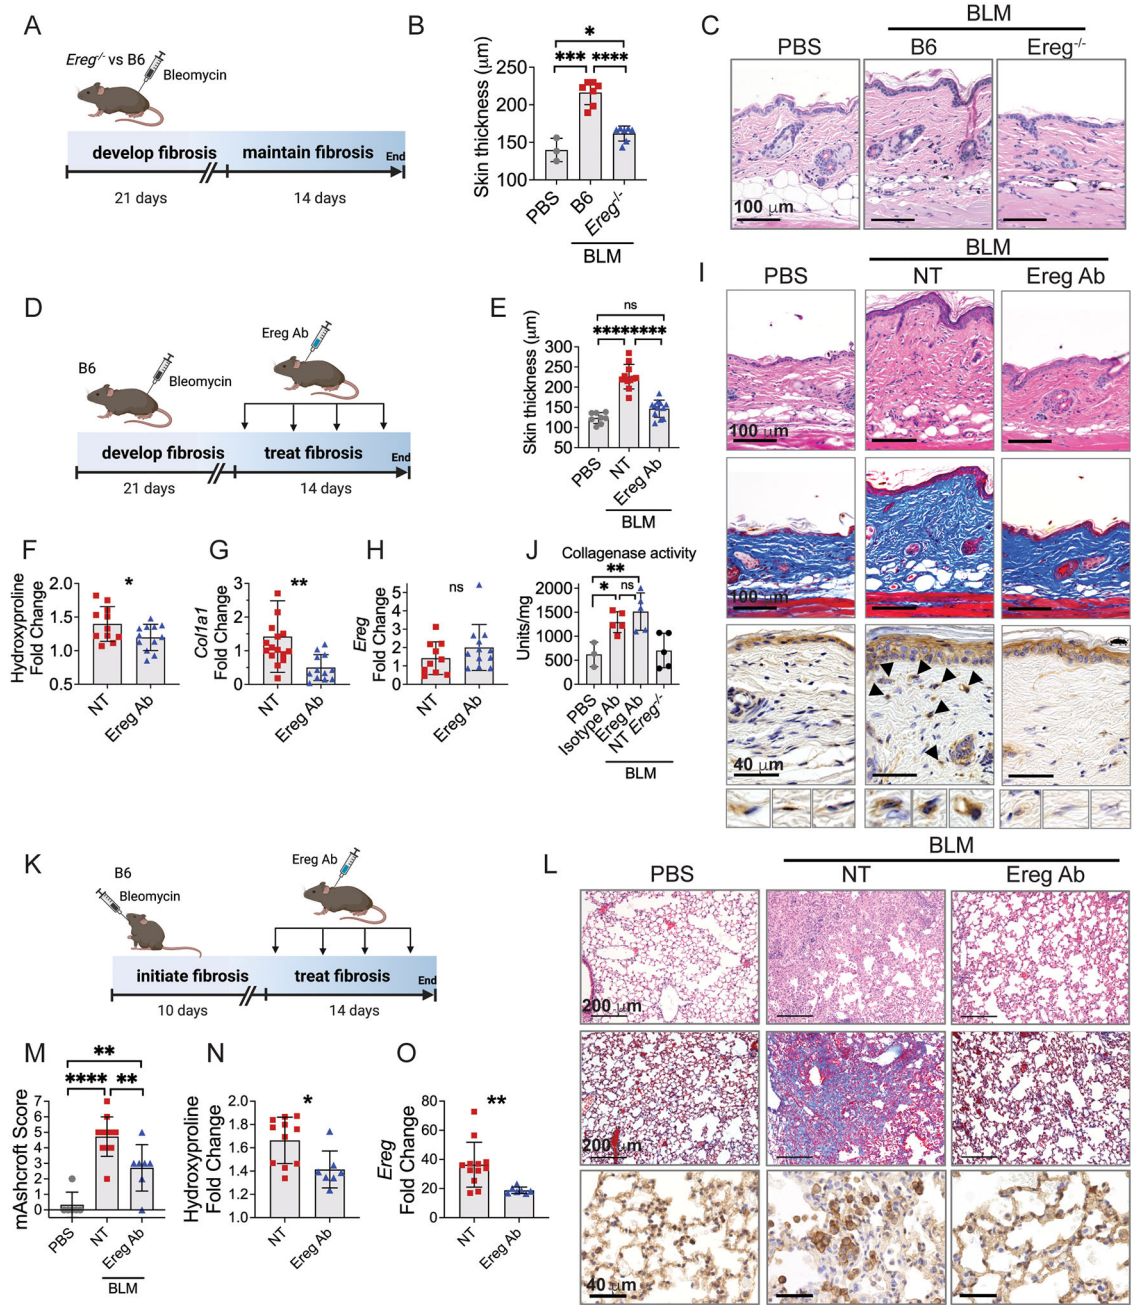 A
Ereg-/- vs B6
Bleomycin
develop fibrosis
maintain fibrosis
End
21 days
14 days
B
*
*** ****
Skin thickness (µm)
250
200
150
100
PBS
B6
Ereg-/-
BLM
C
BLM
PBS
B6
Ereg-/-
100 µm
D
B6
Bleomycin
Ereg Ab
develop fibrosis
treat fibrosis
End
21 days
14 days
E
ns
**** ****
Skin thickness (µm)
300
250
200
150
100
50
PBS
NT
Ereg Ab
BLM
F
*
Hydroxyproline
Fold Change
2.0
1.5
1.0
0.5
NT
Ereg Ab
G
**
Col1a1
Fold Change
3
2
1
0
NT
Ereg Ab
H
ns
Ereg
Fold Change
6
5
4
3
2
1
0
NT
Ereg Ab
J
Collagenase activity
**
* ns
Units/mg
2000
1500
1000
500
0
PBS
Isotype Ab
Ereg Ab
NT Ereg-/-
BLM
I
BLM
PBS
NT
Ereg Ab
100 µm
100 µm
40 µm
K
B6
Bleomycin
Ereg Ab
initiate fibrosis
treat fibrosis
End
10 days
14 days
L
BLM
PBS
NT
Ereg Ab
200 µm
200 µm
40 µm
M
**
**** **
mAshcroft Score
7
6
5
4
3
2
1
0
PBS
NT
Ereg Ab
BLM
N
*
Hydroxyproline
Fold Change
2.0
1.8
1.6
1.4
1.2
1.0
NT
Ereg Ab
O
**
Ereg
Fold Change
80
60
40
20
0
NT
Ereg Ab